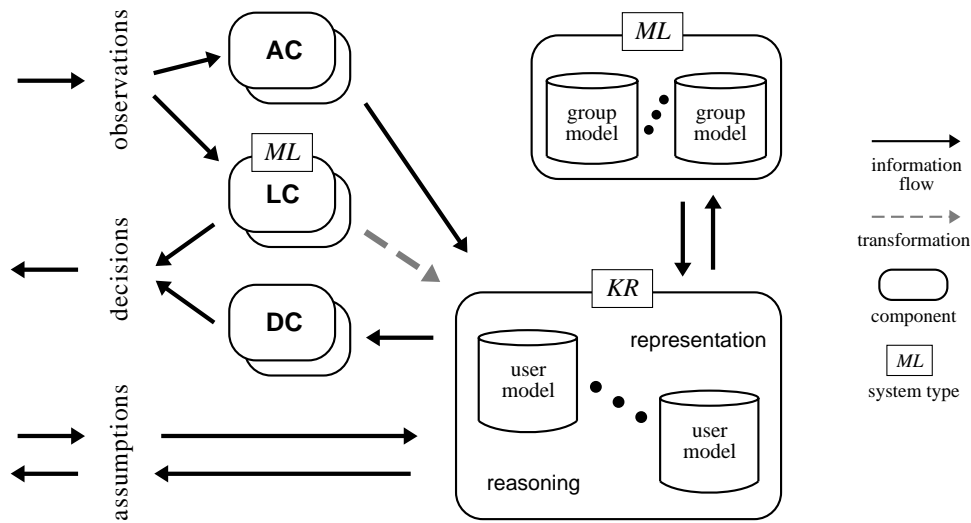 observations
AC
ML
LC
decisions
DC
assumptions
ML
group
model
group
model
KR
representation
user
model
user
model
reasoning
information
flow
transformation
component
ML
system type